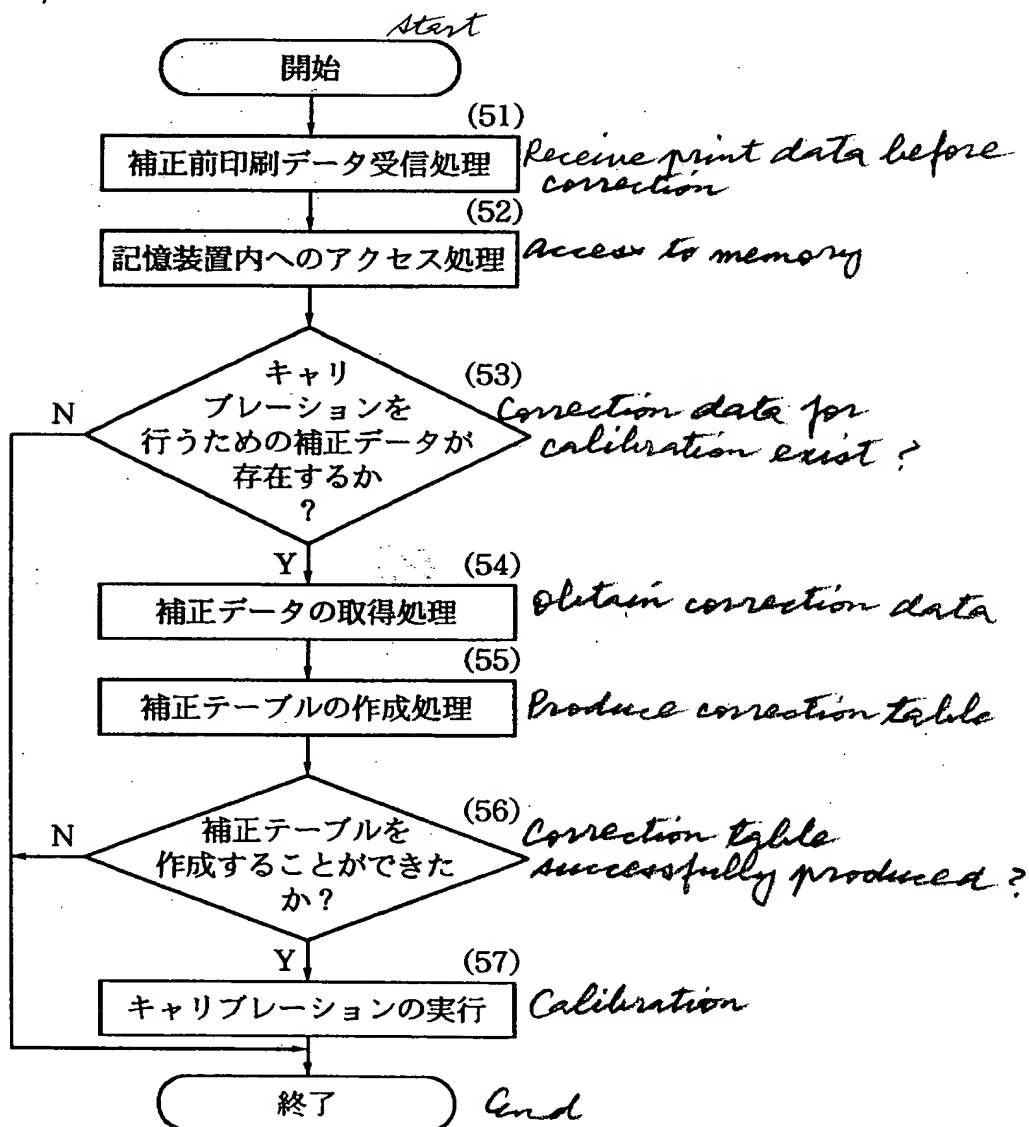 Start
開始
(51)
補正前印刷データ受信処理
Receive print data before
correction
(52)
記憶装置内へのアクセス処理
access to memory
キャリ
ブレーションを
行うための補正データが
存在するか
?
(53)
N
Correction data for
calibration exist ?
Y
(54)
補正データの取得処理
Obtain correction data
(55)
補正テーブルの作成処理
Produce correction table
(56)
補正テーブルを
作成することができた
か?
N
Correction table
successfully produced ?
Y
(57)
キャリブレーションの実行
Calibration
終了
End